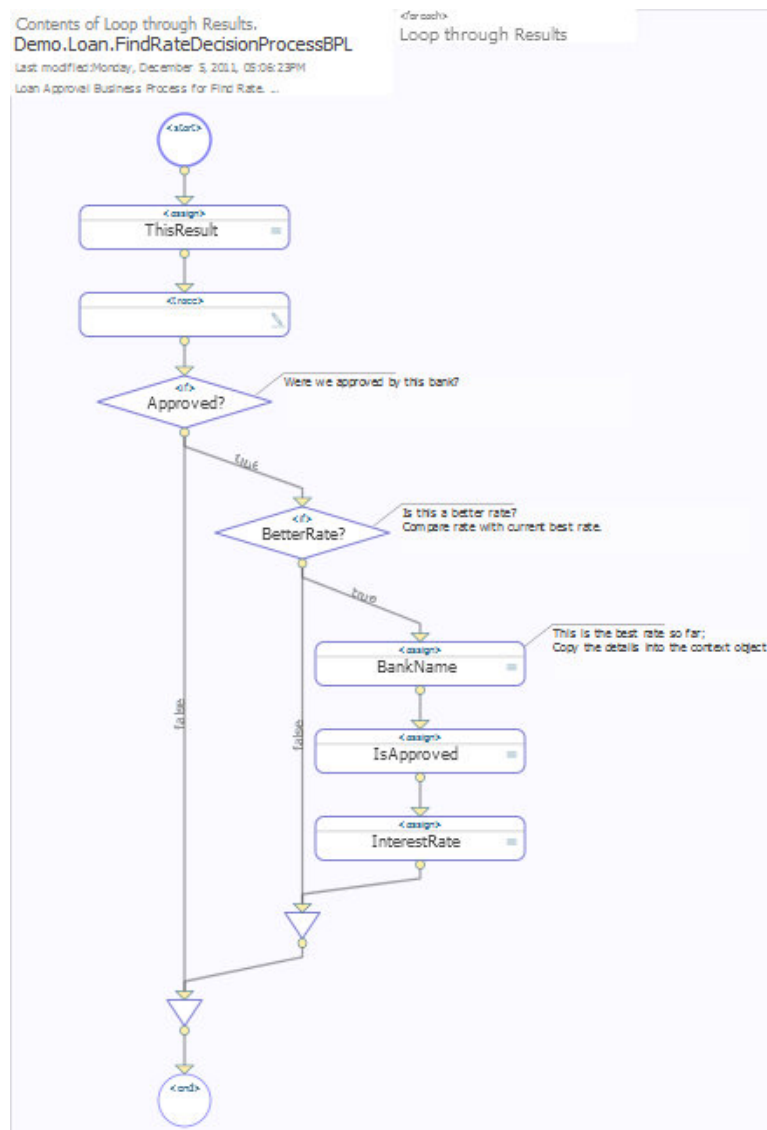 Contents of Loop through Results.
Demo.Loan.FindRateDecisionProcessBPL
Last modified:Monday, December 5, 2011, 05:06:23PM
Loan Approval Business Process for Find Rate. ...
<foreach>
Loop through Results
<start>
<assign>
ThisResult
<trace>
<if>
Approved?
Were we approved by this bank?
true
<if>
BetterRate?
Is this a better rate?
Compare rate with current best rate.
true
<assign>
BankName
This is the best rate so far;
Copy the details into the context object
false
false
<assign>
IsApproved
<assign>
InterestRate
<end>